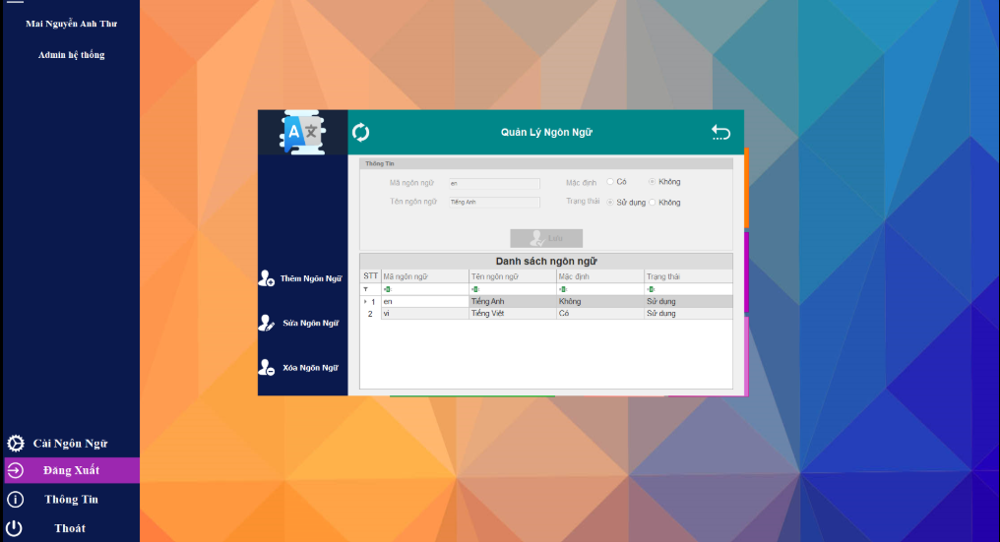 Mai Nguyễn Anh Thư
Admin hệ thống
Cài Ngôn Ngữ
Đăng Xuất
Thông Tin
Thoát
A 文
Quản Lý Ngôn Ngữ
Thêm Ngôn Ngữ
Sửa Ngôn Ngữ
Xóa Ngôn Ngữ
Thông Tin
Mã ngôn ngữ en Mặc định Có Không
Tên ngôn ngữ Tiếng Anh Trạng thái Sử dụng Không
Lưu
Danh sách ngôn ngữ
STT Mã ngôn ngữ Tên ngôn ngữ Mặc định Trạng thái
1 en Tiếng Anh Không Sử dụng
2 vi Tiếng Việt Có Sử dụng